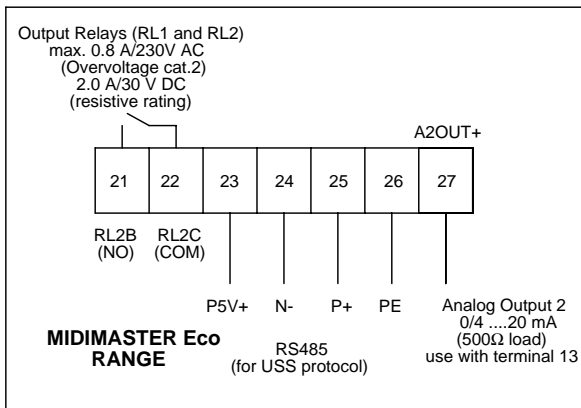 Output Relays (RL1 and RL2)
max. 0.8 A/230V AC
(Overvoltage cat.2)
2.0 A/30 V DC
(resistive rating)
A2OUT+
21 22 23 24 25 26 27
RL2B RL2C
(NO) (COM)
P5V+ N- P+ PE Analog Output 2
0/4 ....20 mA
(500Ω load)
use with terminal 13
MIDIMASTER Eco
RANGE
RS485
(for USS protocol)